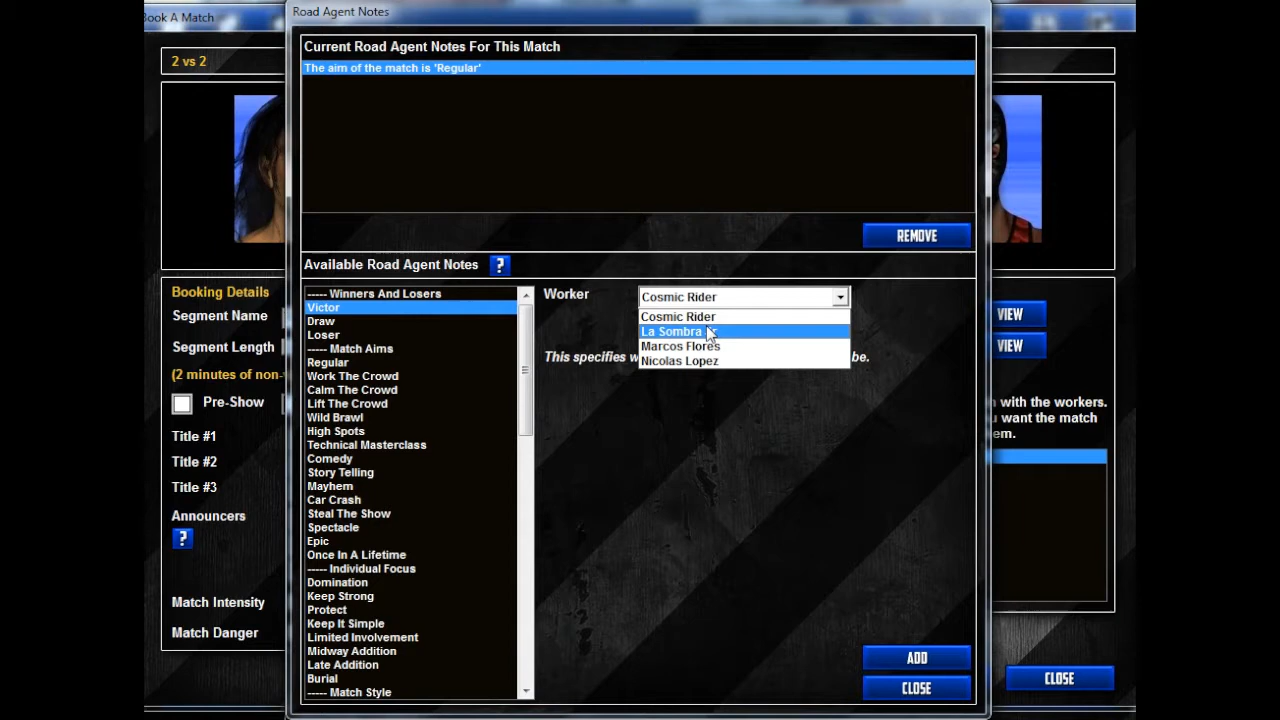 Book A Match
Road Agent Notes
2 vs 2
Current Road Agent Notes For This Match
The aim of the match is 'Regular'
REMOVE
Available Road Agent Notes
?
----- Winners And Losers
Victor
Draw
Loser
----- Match Aims
Regular
Work The Crowd
Calm The Crowd
Lift The Crowd
Wild Brawl
High Spots
Technical Masterclass
Comedy
Story Telling
Mayhem
Car Crash
Steal The Show
Spectacle
Epic
Once In A Lifetime
----- Individual Focus
Domination
Keep Strong
Protect
Keep It Simple
Limited Involvement
Midway Addition
Late Addition
Burial
----- Match Style
Worker
Cosmic Rider
Cosmic Rider
La Sombra
Marcos Flores
Nicolas Lopez
This specifies
be.
ADD
CLOSE
Booking Details
Segment Name
Segment Length
(2 minutes of non-
Pre-Show
Title #1
Title #2
Title #3
Announcers
?
Match Intensity
Match Danger
VIEW
VIEW
with the workers.
want the match
CLOSE